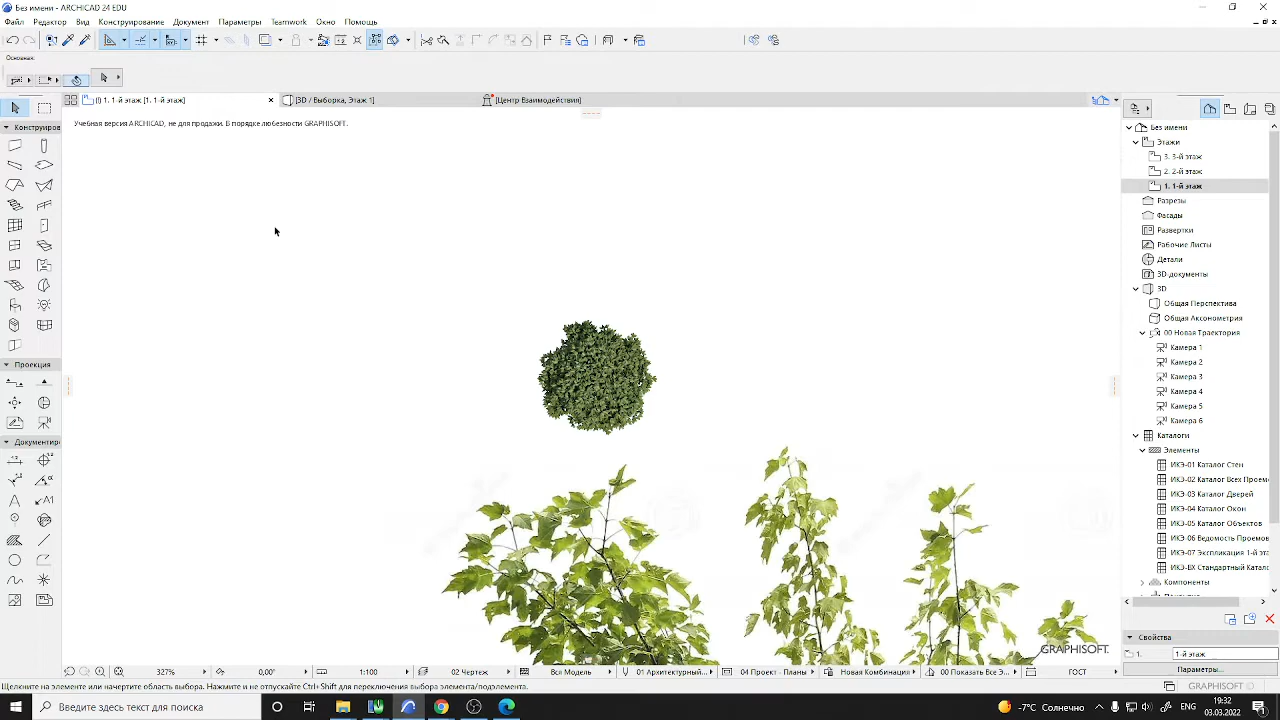 Без имени - ARCHICAD 24 EDU
Файл Редактор Вид Конструирование Документ Параметры Teamwork Окно Помощь
Основная:
(!) 1. 1-й этаж [1. 1-й этаж]
[3D / Выборка, Этаж 1]
[Центр Взаимодействия]
Учебная версия ARCHICAD, не для продажи. В порядке любезности GRAPHISOFT.
Конструиров
Проекция
Документир
A1
Без имени
Этажи
3. 3-й этаж
2. 2-й этаж
1. 1-й этаж
Разрезы
Фасады
Развертки
Рабочие Листы
Детали
3D-документы
3D
Общая Перспектива
Общая Аксонометрия
00 Новая Траектория
Камера 1
Камера 2
Камера 3
Камера 4
Камера 5
Камера 6
Каталоги
Элементы
ИКЭ-01 Каталог Стен
ИКЭ-02 Каталог Всех Проем
ИКЭ-03 Каталог Дверей
ИКЭ-04 Каталог Окон
ИКЭ-05 Каталог Объектов
ИКЭ-06 Ведомость Проемов
ИКЭ-07 Экспликация 1-й эта
ИКЭ-ВХ Стандартный Катало
Компоненты
Свойства
1.
1-й этаж
Параметры...
GRAPHISOFT.
327%
0,00°
1:100
02 Чертеж
Вся Модель
01 Архитектурный...
04 Проект - Планы
Новая Комбинация
00 Показать Все Э...
ГОСТ
Щелкните на элементе или начертите область выбора. Нажмите и не отпускайте Ctrl+Shift для переключения выбора элемента/подэлемента.
GRAPHISOFT
Введите здесь текст для поиска
-7°C Солнечно
19:32
03.03.2022